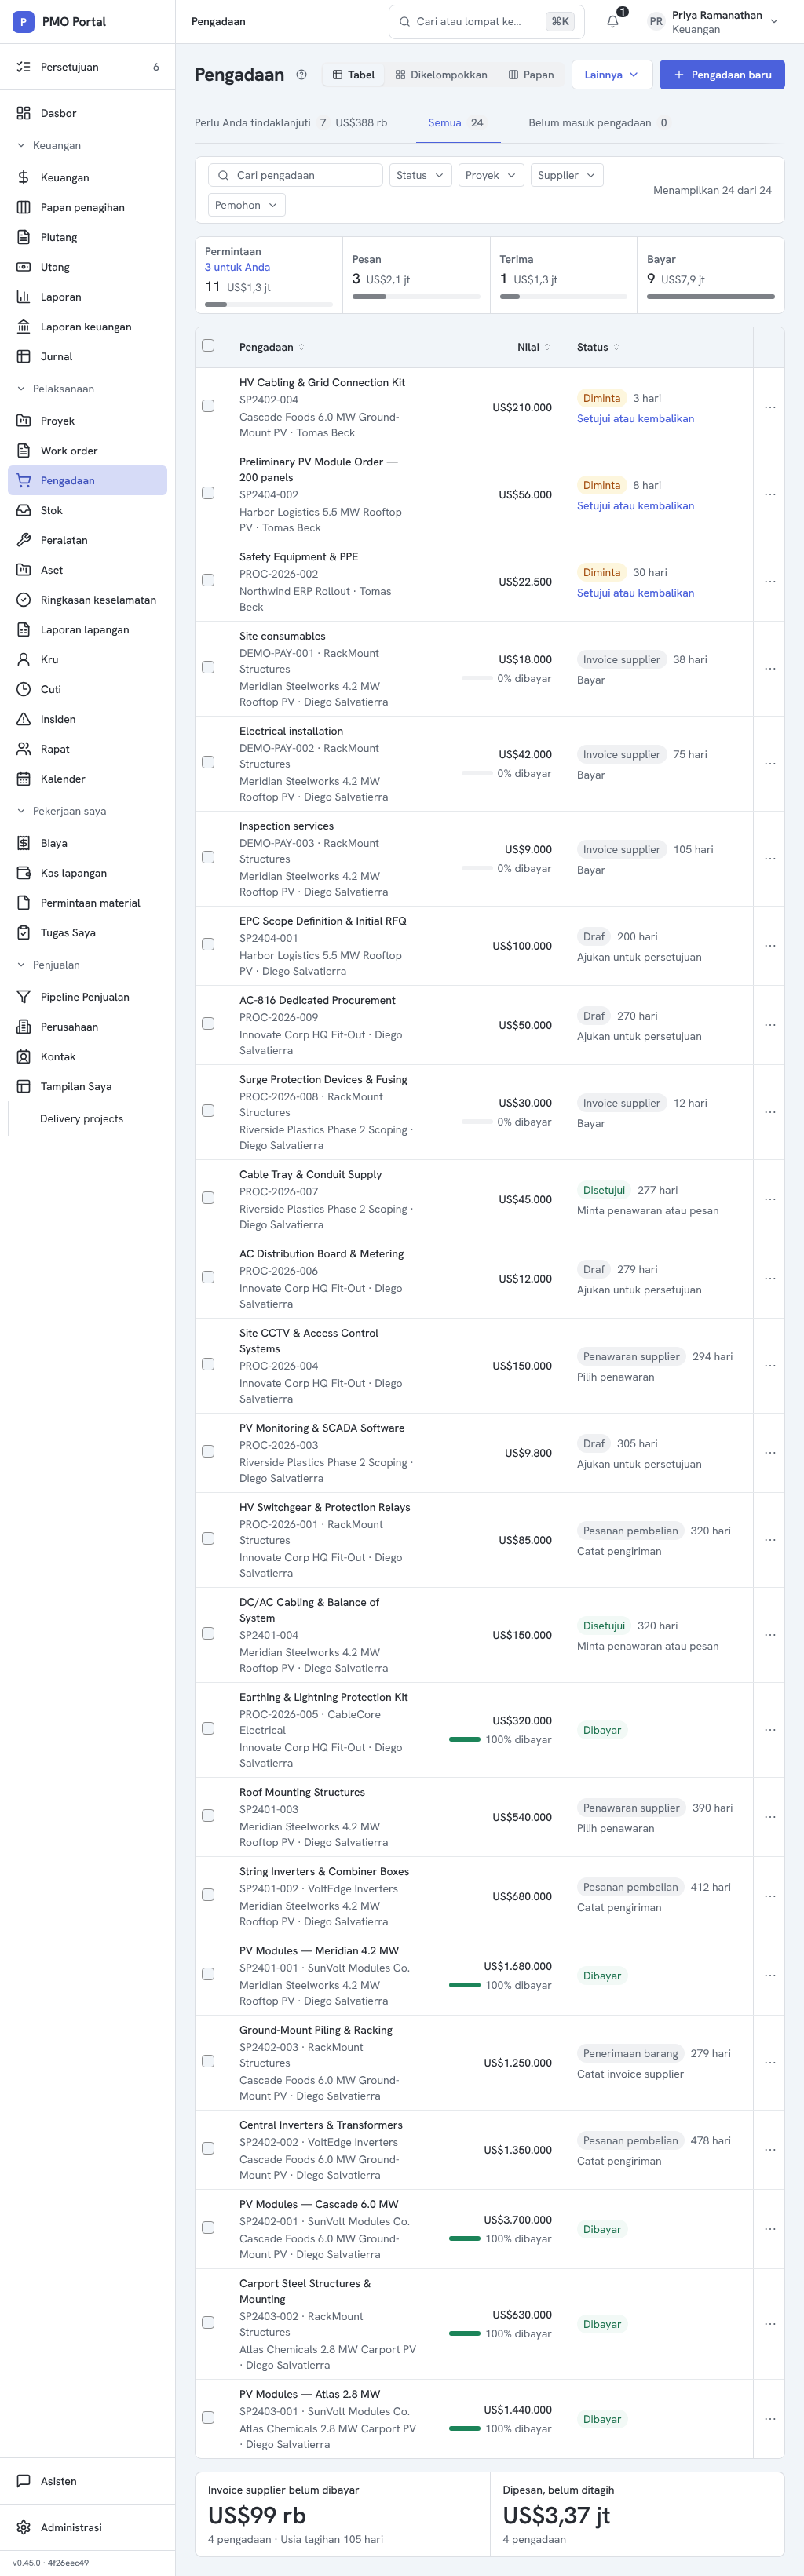 P PMO Portal
Pengadaan
Cari atau lompat ke... ⌘K
1
PR Priya Ramanathan
Keuangan
Persetujuan 6
Dasbor
Keuangan
Keuangan
Papan penagihan
Piutang
Utang
Laporan
Laporan keuangan
Jurnal
Pelaksanaan
Proyek
Work order
Pengadaan
Stok
Peralatan
Aset
Ringkasan keselamatan
Laporan lapangan
Kru
Cuti
Insiden
Rapat
Kalender
Pekerjaan saya
Biaya
Kas lapangan
Permintaan material
Tugas Saya
Penjualan
Pipeline Penjualan
Perusahaan
Kontak
Tampilan Saya
Delivery projects
Asisten
Administrasi
v0.45.0 · 4f26eec49
Pengadaan
Tabel Dikelompokkan Papan
Lainnya
+ Pengadaan baru
Perlu Anda tindaklanjuti 7 US$388 rb
Semua 24
Belum masuk pengadaan 0
Cari pengadaan
Status Proyek Supplier
Pemohon
Menampilkan 24 dari 24
Permintaan
3 untuk Anda
11 US$1,3 jt
Pesan
3 US$2,1 jt
Terima
1 US$1,3 jt
Bayar
9 US$7,9 jt
Pengadaan Nilai Status
HV Cabling & Grid Connection Kit
SP2402-004
Cascade Foods 6.0 MW Ground-
Mount PV · Tomas Beck
US$210.000
Diminta 3 hari
Setujui atau kembalikan
Preliminary PV Module Order —
200 panels
SP2404-002
Harbor Logistics 5.5 MW Rooftop
PV · Tomas Beck
US$56.000
Diminta 8 hari
Setujui atau kembalikan
Safety Equipment & PPE
PROC-2026-002
Northwind ERP Rollout · Tomas
Beck
US$22.500
Diminta 30 hari
Setujui atau kembalikan
Site consumables
DEMO-PAY-001 · RackMount
Structures
Meridian Steelworks 4.2 MW
Rooftop PV · Diego Salvatierra
US$18.000
0% dibayar
Invoice supplier 38 hari
Bayar
Electrical installation
DEMO-PAY-002 · RackMount
Structures
Meridian Steelworks 4.2 MW
Rooftop PV · Diego Salvatierra
US$42.000
0% dibayar
Invoice supplier 75 hari
Bayar
Inspection services
DEMO-PAY-003 · RackMount
Structures
Meridian Steelworks 4.2 MW
Rooftop PV · Diego Salvatierra
US$9.000
0% dibayar
Invoice supplier 105 hari
Bayar
EPC Scope Definition & Initial RFQ
SP2404-001
Harbor Logistics 5.5 MW Rooftop
PV · Diego Salvatierra
US$100.000
Draf 200 hari
Ajukan untuk persetujuan
AC-816 Dedicated Procurement
PROC-2026-009
Innovate Corp HQ Fit-Out · Diego
Salvatierra
US$50.000
Draf 270 hari
Ajukan untuk persetujuan
Surge Protection Devices & Fusing
PROC-2026-008 · RackMount
Structures
Riverside Plastics Phase 2 Scoping ·
Diego Salvatierra
US$30.000
0% dibayar
Invoice supplier 12 hari
Bayar
Cable Tray & Conduit Supply
PROC-2026-007
Riverside Plastics Phase 2 Scoping ·
Diego Salvatierra
US$45.000
Disetujui 277 hari
Minta penawaran atau pesan
AC Distribution Board & Metering
PROC-2026-006
Innovate Corp HQ Fit-Out · Diego
Salvatierra
US$12.000
Draf 279 hari
Ajukan untuk persetujuan
Site CCTV & Access Control
Systems
PROC-2026-004
Innovate Corp HQ Fit-Out · Diego
Salvatierra
US$150.000
Penawaran supplier 294 hari
Pilih penawaran
PV Monitoring & SCADA Software
PROC-2026-003
Riverside Plastics Phase 2 Scoping ·
Diego Salvatierra
US$9.800
Draf 305 hari
Ajukan untuk persetujuan
HV Switchgear & Protection Relays
PROC-2026-001 · RackMount
Structures
Innovate Corp HQ Fit-Out · Diego
Salvatierra
US$85.000
Pesanan pembelian 320 hari
Catat pengiriman
DC/AC Cabling & Balance of
System
SP2401-004
Meridian Steelworks 4.2 MW
Rooftop PV · Diego Salvatierra
US$150.000
Disetujui 320 hari
Minta penawaran atau pesan
Earthing & Lightning Protection Kit
PROC-2026-005 · CableCore
Electrical
Innovate Corp HQ Fit-Out · Diego
Salvatierra
US$320.000
100% dibayar
Dibayar
Roof Mounting Structures
SP2401-003
Meridian Steelworks 4.2 MW
Rooftop PV · Diego Salvatierra
US$540.000
Penawaran supplier 390 hari
Pilih penawaran
String Inverters & Combiner Boxes
SP2401-002 · VoltEdge Inverters
Meridian Steelworks 4.2 MW
Rooftop PV · Diego Salvatierra
US$680.000
Pesanan pembelian 412 hari
Catat pengiriman
PV Modules — Meridian 4.2 MW
SP2401-001 · SunVolt Modules Co.
Meridian Steelworks 4.2 MW
Rooftop PV · Diego Salvatierra
US$1.680.000
100% dibayar
Dibayar
Ground-Mount Piling & Racking
SP2402-003 · RackMount
Structures
Cascade Foods 6.0 MW Ground-
Mount PV · Diego Salvatierra
US$1.250.000
Penerimaan barang 279 hari
Catat invoice supplier
Central Inverters & Transformers
SP2402-002 · VoltEdge Inverters
Cascade Foods 6.0 MW Ground-
Mount PV · Diego Salvatierra
US$1.350.000
Pesanan pembelian 478 hari
Catat pengiriman
PV Modules — Cascade 6.0 MW
SP2402-001 · SunVolt Modules Co.
Cascade Foods 6.0 MW Ground-
Mount PV · Diego Salvatierra
US$3.700.000
100% dibayar
Dibayar
Carport Steel Structures &
Mounting
SP2403-002 · RackMount
Structures
Atlas Chemicals 2.8 MW Carport PV
· Diego Salvatierra
US$630.000
100% dibayar
Dibayar
PV Modules — Atlas 2.8 MW
SP2403-001 · SunVolt Modules Co.
Atlas Chemicals 2.8 MW Carport PV
· Diego Salvatierra
US$1.440.000
100% dibayar
Dibayar
Invoice supplier belum dibayar
US$99 rb
4 pengadaan · Usia tagihan 105 hari
Dipesan, belum ditagih
US$3,37 jt
4 pengadaan